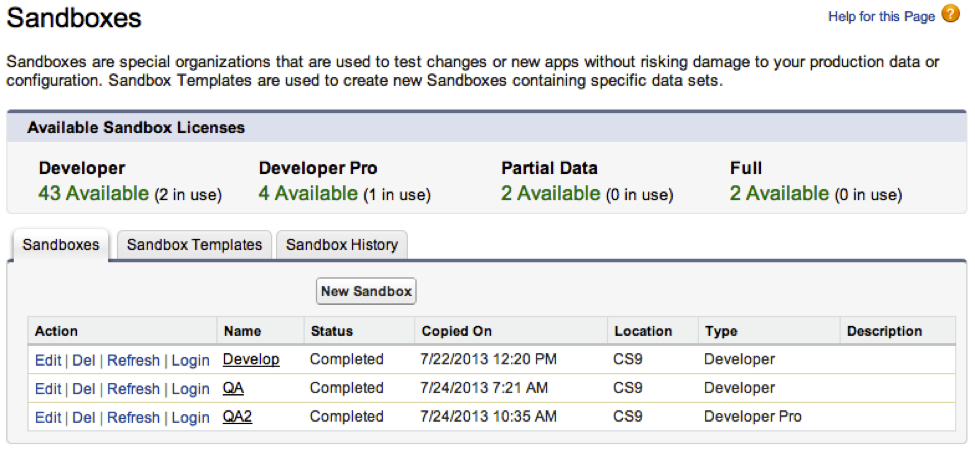 Sandboxes
Help for this Page ?
Sandboxes are special organizations that are used to test changes or new apps without risking damage to your production data or
configuration. Sandbox Templates are used to create new Sandboxes containing specific data sets.
Available Sandbox Licenses
Developer Developer Pro Partial Data Full
43 Available (2 in use) 4 Available (1 in use) 2 Available (0 in use) 2 Available (0 in use)
Sandboxes Sandbox Templates Sandbox History
New Sandbox
Action Name Status Copied On Location Type Description
Edit | Del | Refresh | Login Develop Completed 7/22/2013 12:20 PM CS9 Developer
Edit | Del | Refresh | Login QA Completed 7/24/2013 7:21 AM CS9 Developer
Edit | Del | Refresh | Login QA2 Completed 7/24/2013 10:35 AM CS9 Developer Pro